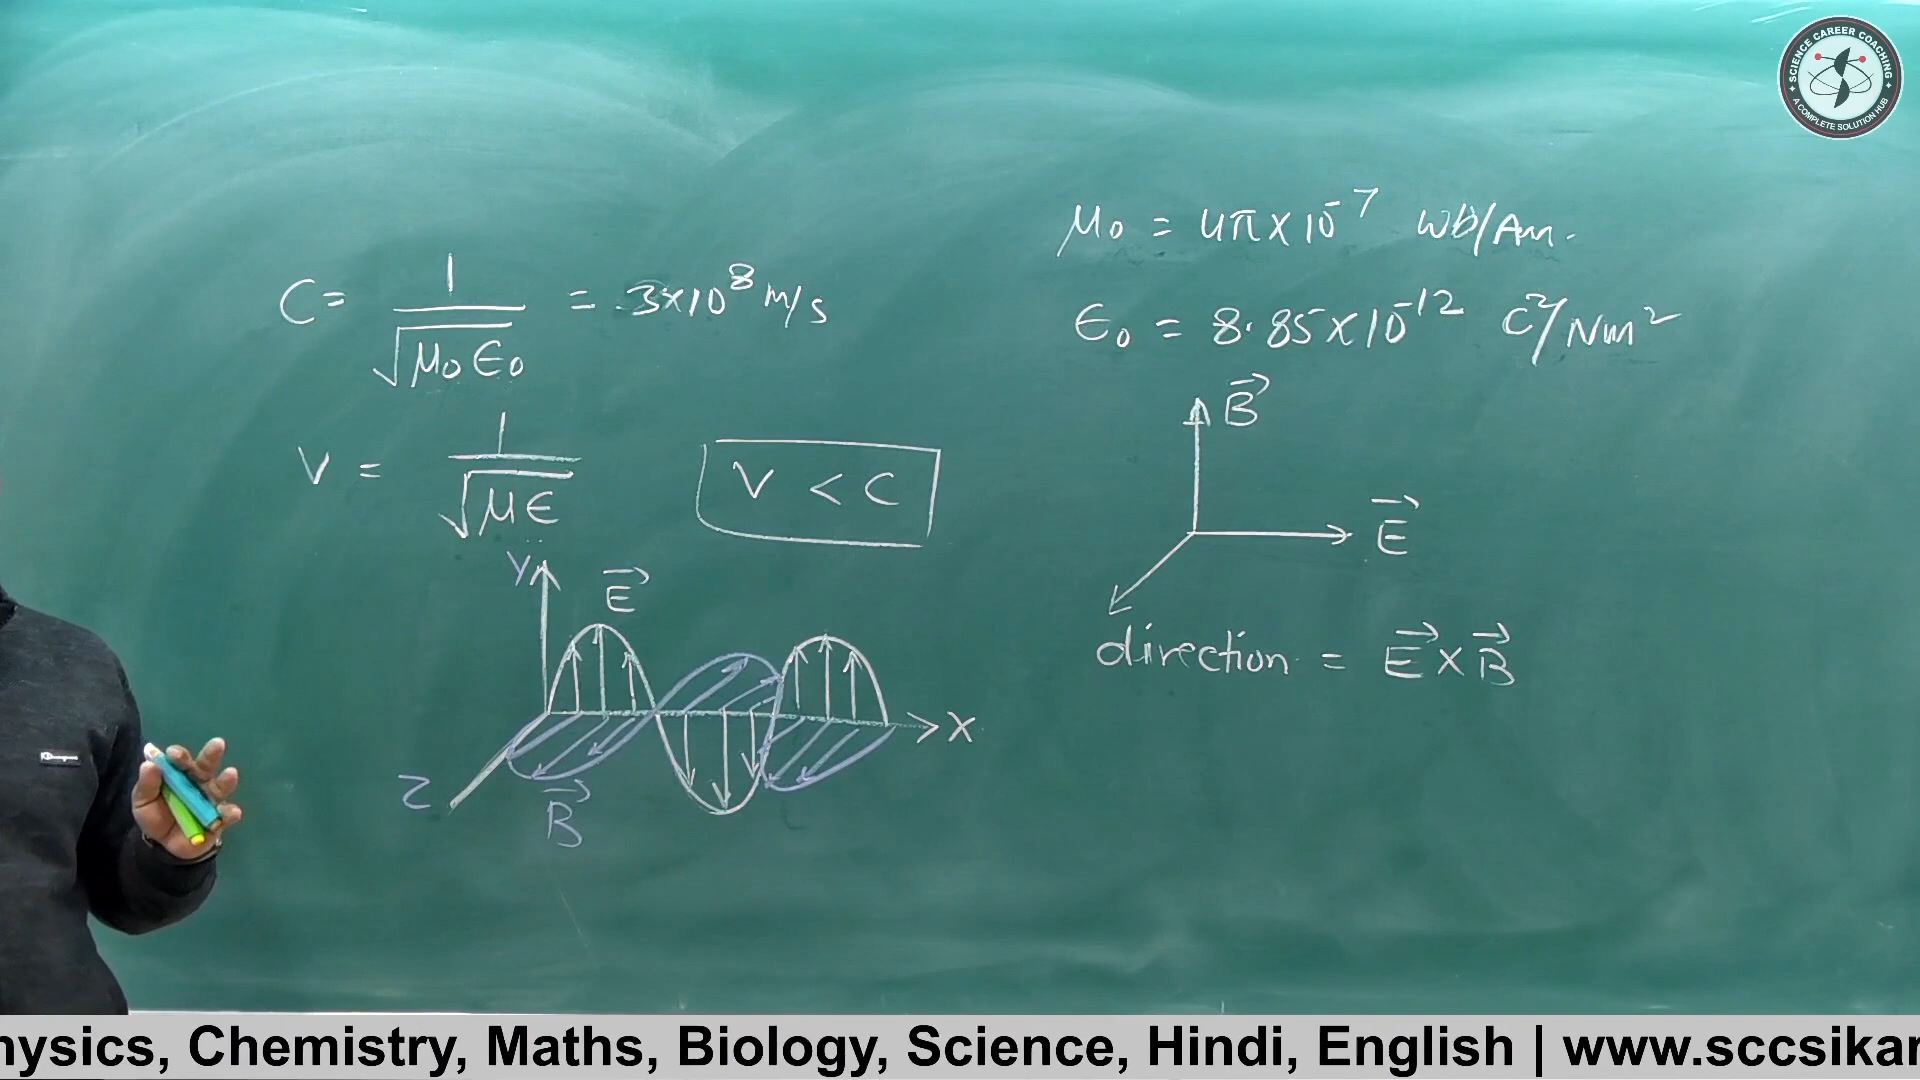 SCIENCE CAREER COACHING
A COMPLETE SOLUTION HUB
C = 1/√μ₀ε₀ = 3×10⁸ m/s
V = 1/√με
V < C
Y
E⃗
X
Z
B⃗
μ₀ = 4π×10⁻⁷ Wb/Am.
ε₀ = 8.85×10⁻¹² C²/Nm²
B⃗
E⃗
direction = E⃗×B⃗
hysics, Chemistry, Maths, Biology, Science, Hindi, English | www.sccsikar